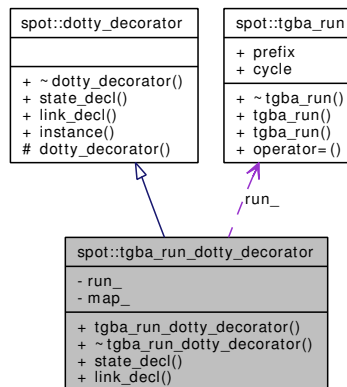 spot::dotty_decorator
+ ~dotty_decorator()
+ state_decl()
+ link_decl()
+ instance()
# dotty_decorator()
spot::tgba_run
+ prefix
+ cycle
+ ~tgba_run()
+ tgba_run()
+ tgba_run()
+ operator=()
run_
spot::tgba_run_dotty_decorator
- run_
- map_
+ tgba_run_dotty_decorator()
+ ~tgba_run_dotty_decorator()
+ state_decl()
+ link_decl()